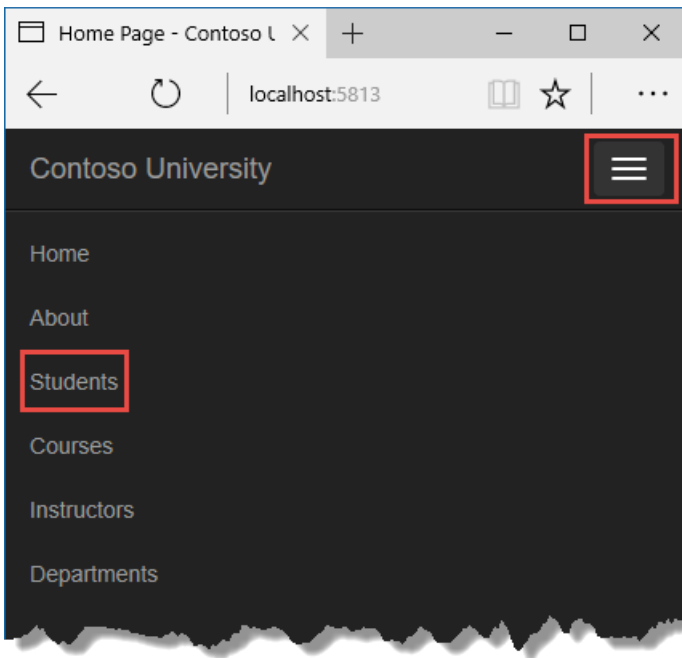 Home Page - Contoso U
localhost:5813
Contoso University
Home
About
Students
Courses
Instructors
Departments